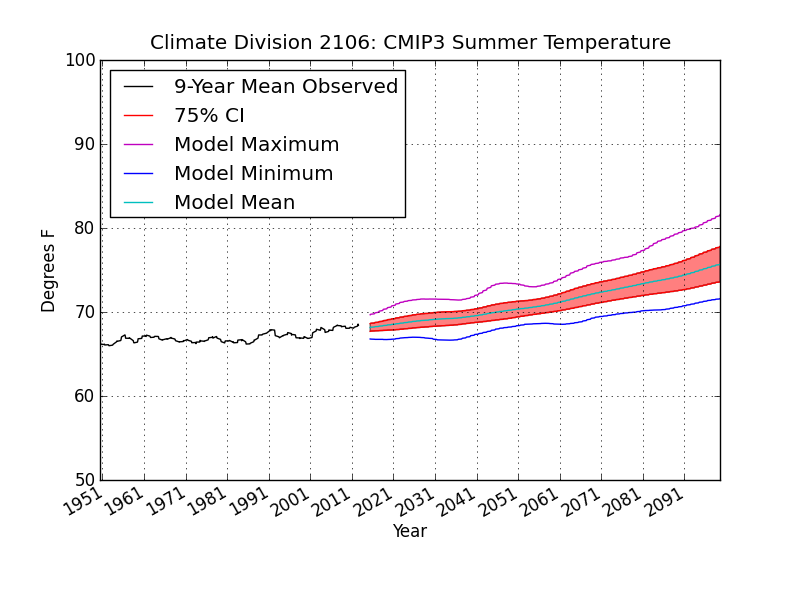 Climate Division 2106: CMIP3 Summer Temperature
100
90
80
70
60
50
Degrees F
9-Year Mean Observed
75% CI
Model Maximum
Model Minimum
Model Mean
1951 1961 1971 1981 1991 2001 2011 2021 2031 2041 2051 2061 2071 2081 2091
Year